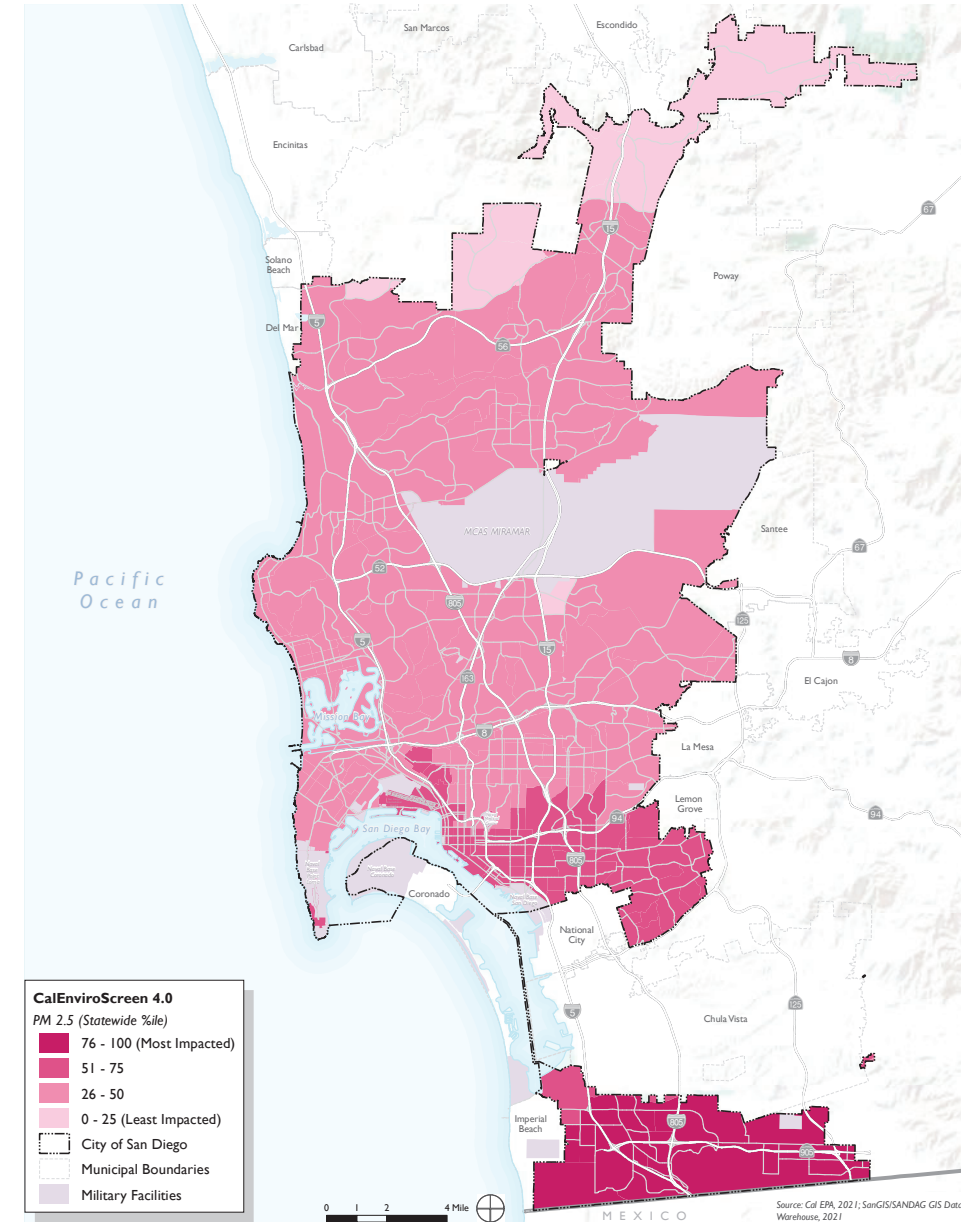 San Marcos
Escondido
Carlsbad
Encinitas
67
15
Solano
Beach
Poway
Del Mar
5
56
MCAS MIRAMAR
Santee
67
Pacific
Ocean
52
805
125
5
15
8
163
El Cajon
Mission Bay
8
La Mesa
Lemon
Grove
94
94
San Diego Bay
805
Coronado
National
City
125
5
Chula Vista
Imperial
Beach
805
905
MEXICO
CalEnviroScreen 4.0
PM 2.5 (Statewide %ile)
76 - 100 (Most Impacted)
51 - 75
26 - 50
0 - 25 (Least Impacted)
City of San Diego
Municipal Boundaries
Military Facilities
0 1 2 4 Mile
Source: Cal EPA, 2021; SanGIS/SANDAG GIS Data
Warehouse, 2021